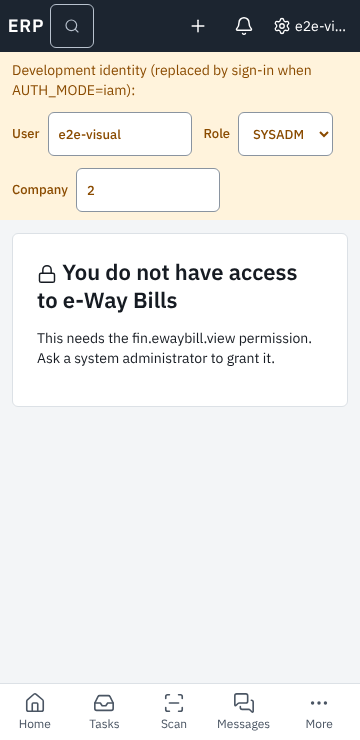 ERP
e2e-vi...
Development identity (replaced by sign-in when
AUTH_MODE=iam):
User e2e-visual Role SYSADM
Company 2
You do not have access
to e-Way Bills
This needs the fin.ewaybill.view permission.
Ask a system administrator to grant it.
Home Tasks Scan Messages More